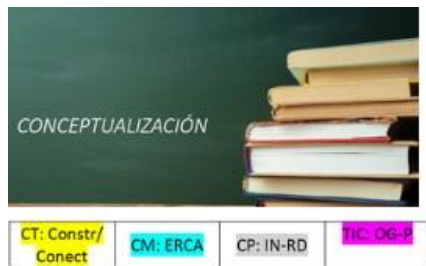 CONCEPTUALIZACIÓN
CT: Constr/
Conect
CM: ERCA
CP: IN-RD
TIC: OG-P